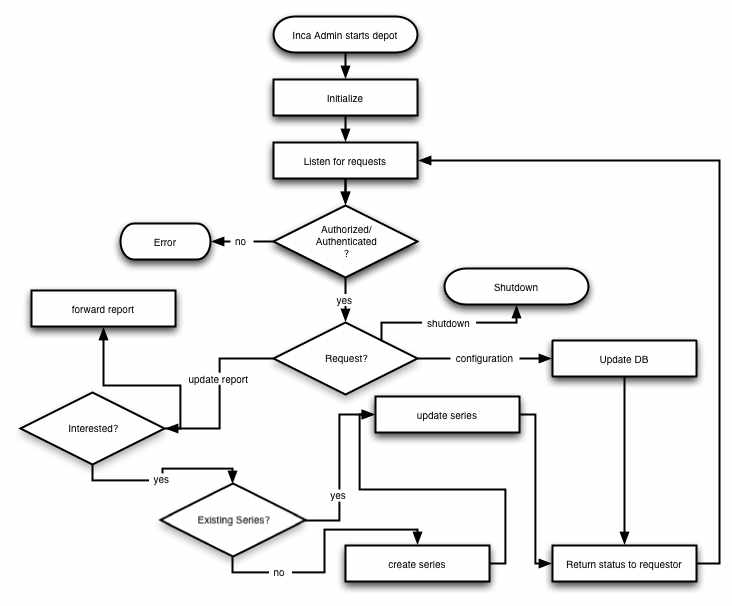 Inca Admin starts depot
Initialize
Listen for requests
Authorized/
Authenticated
?
no
Error
yes
Shutdown
forward report
shutdown
Request?
configuration
Update DB
update report
update series
Interested?
yes
yes
Existing Series?
no
create series
Return status to requestor